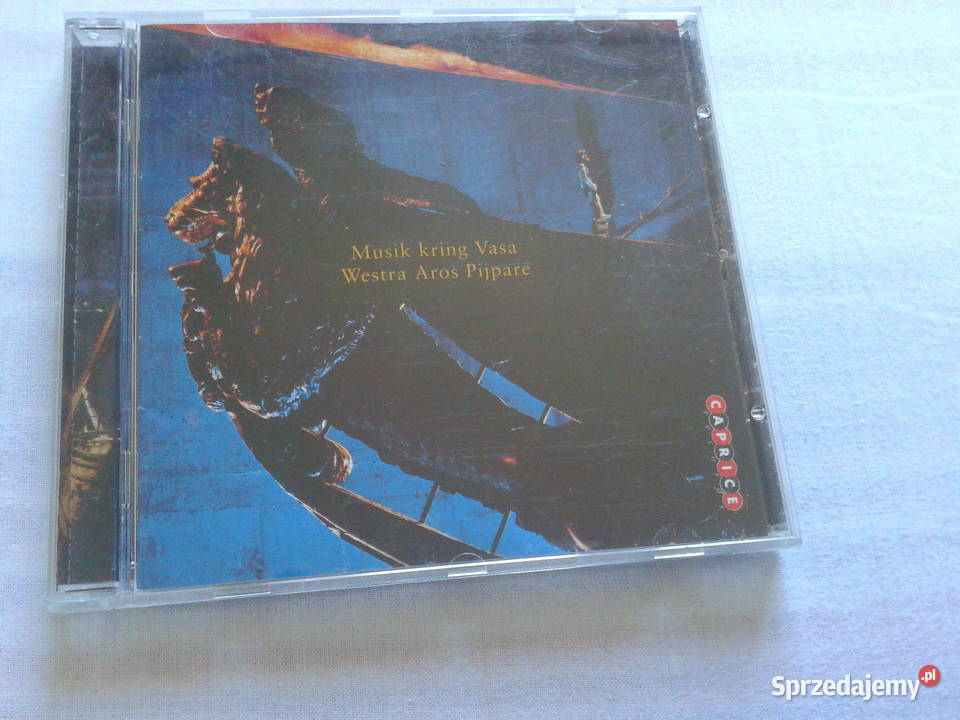 Musik kring Vasa
Westra Aros Pijpare
CAPRICE
Sprzedajemy.pl